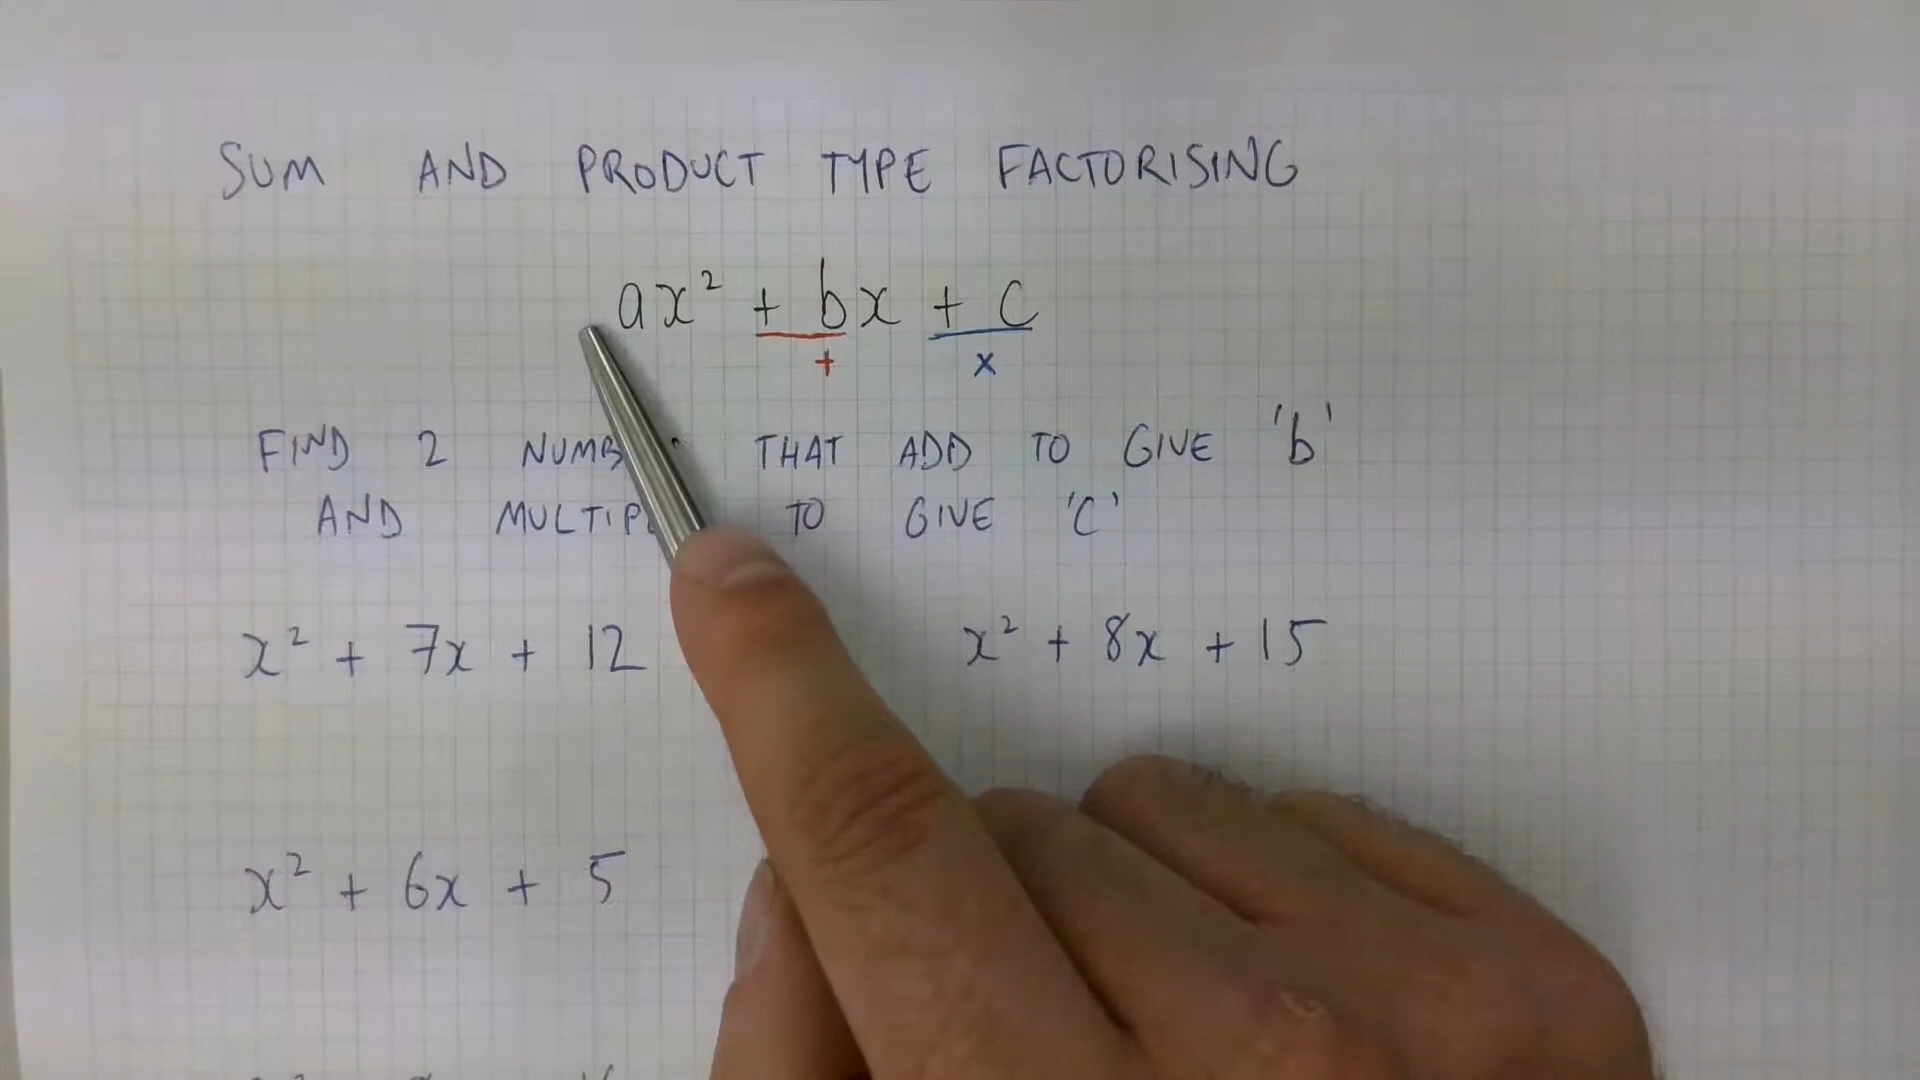 SUM AND PRODUCT TYPE FACTORISING
ax² + bx + c
+ x
FIND 2 THAT ADD TO GIVE 'b'
AND TO GIVE 'C'
x² + 7x + 12
x² + 8x + 15
x² + 6x + 5